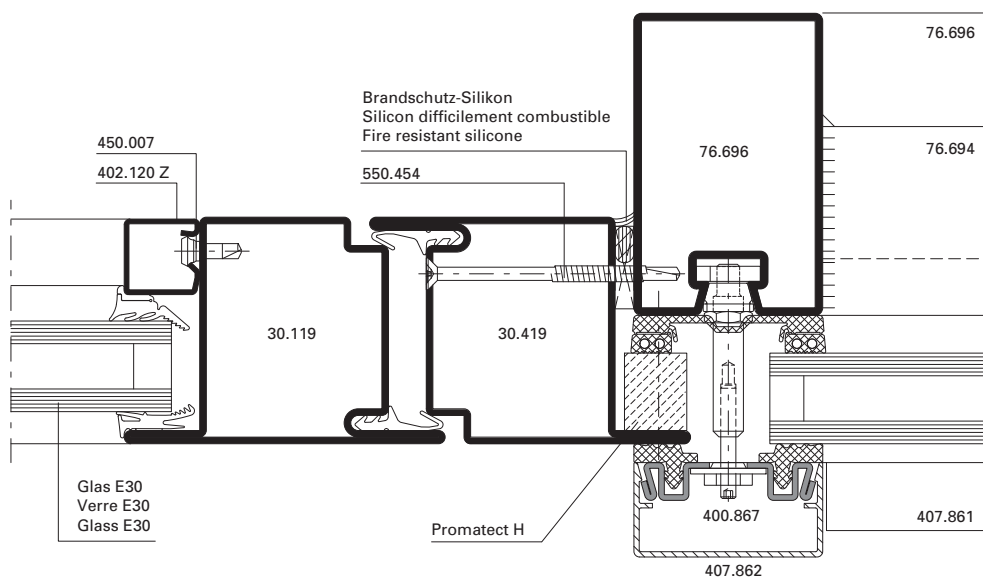 76.696
Brandschutz-Silikon
Silicon difficilement combustible
Fire resistant silicone
450.007
76.696
76.694
402.120 Z
550.454
30.119
30.419
Glas E30
Verre E30
Glass E30
Promatect H
400.867
407.861
407.862